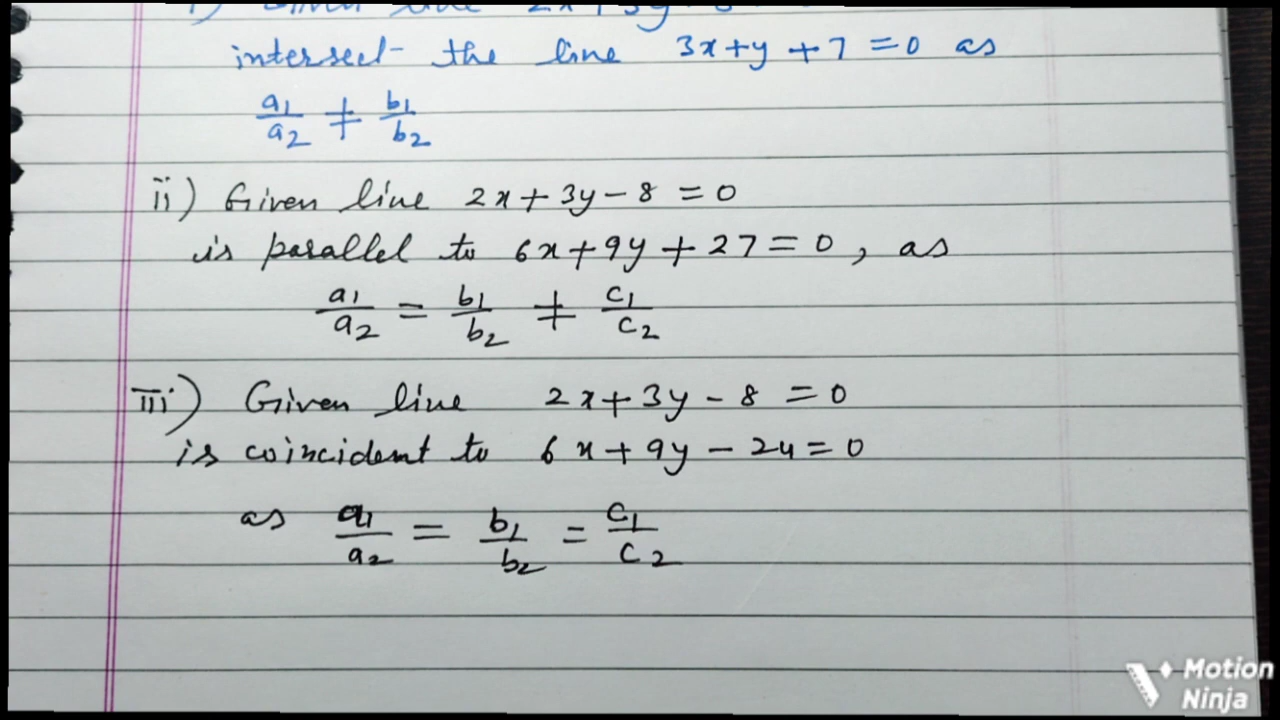 intersect the line 3x+y+7=0 as
a1/a2 ≠ b1/b2
ii) Given line 2x+3y-8=0
is parallel to 6x+9y+27=0, as
a1/a2 = b1/b2 ≠ c1/c2
iii) Given line 2x+3y-8=0
is coincident to 6x+9y-24=0
as a1/a2 = b1/b2 = c1/c2
Motion
Ninja